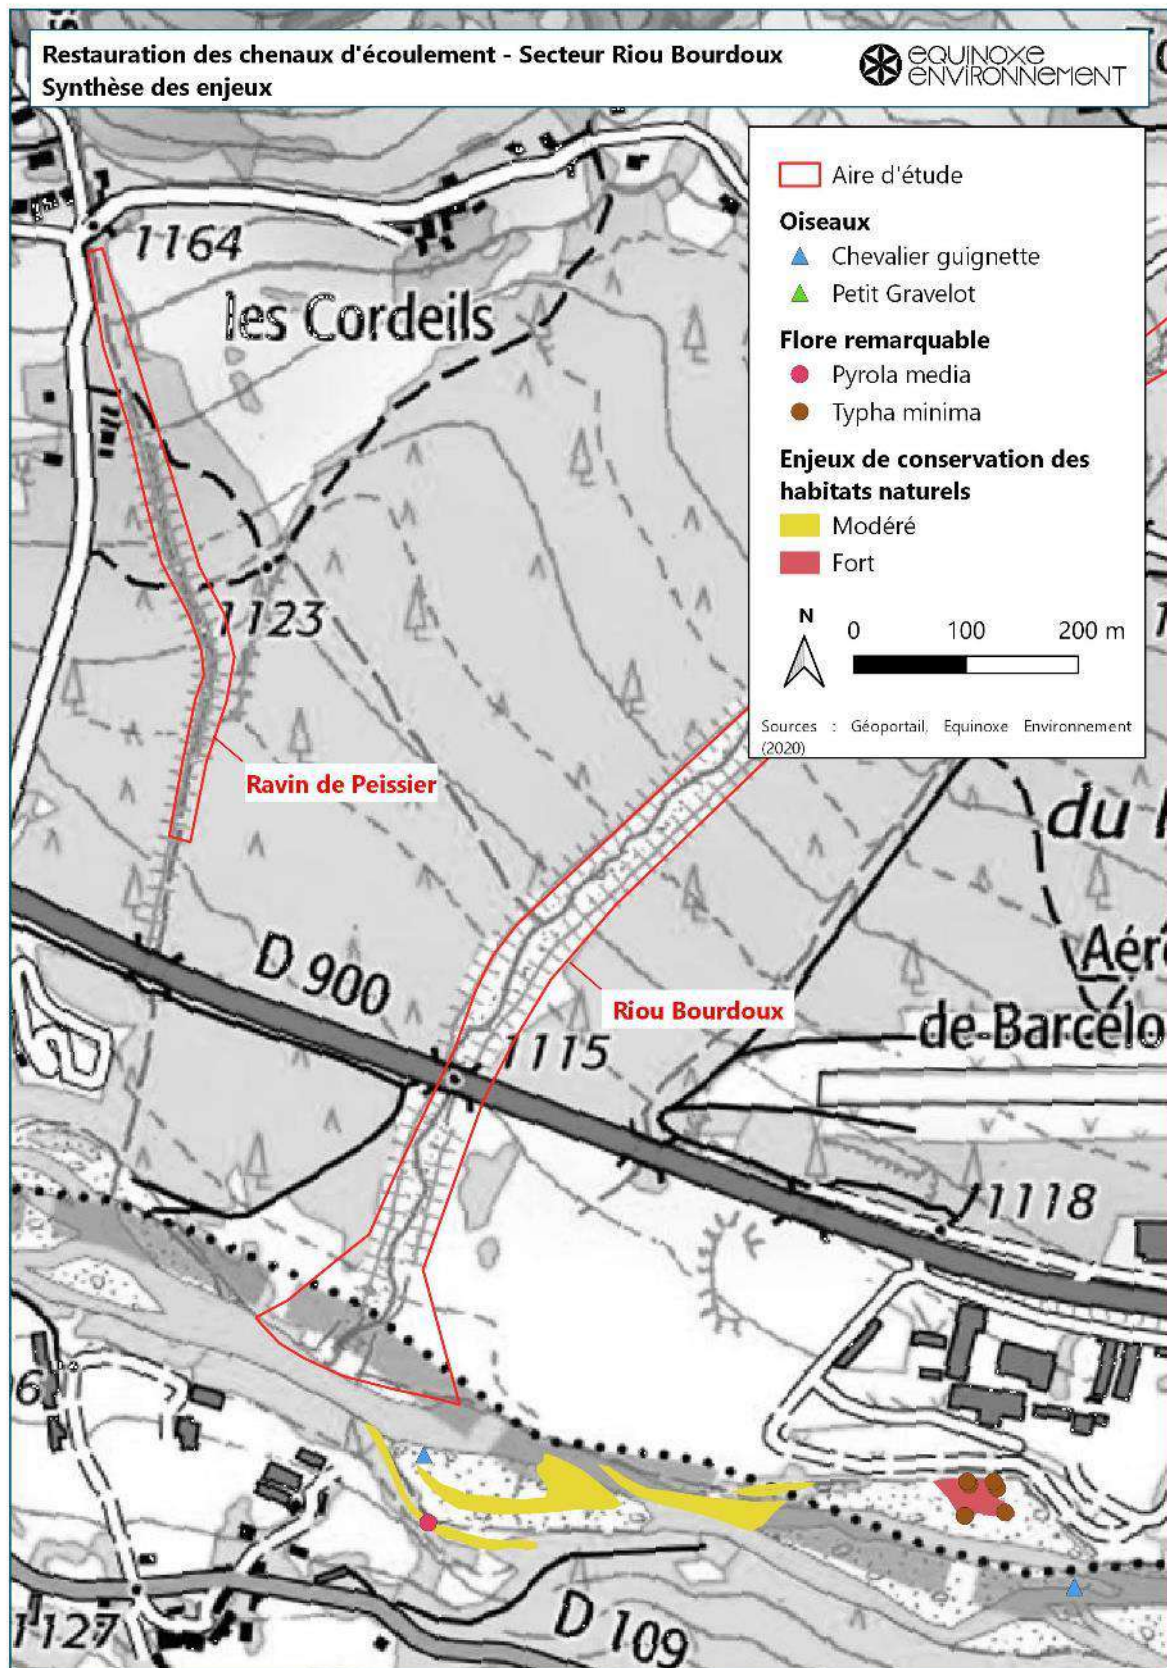 Restauration des chenaux d'écoulement - Secteur Riou Bourdoux
Synthèse des enjeux
EQUINOXE
ENVIRONNEMENT
Aire d'étude
Oiseaux
Chevalier guignette
Petit Gravelot
Flore remarquable
Pyrola media
Typha minima
Enjeux de conservation des
habitats naturels
Modéré
Fort
N
0 100 200 m
Sources : Géoportail, Equinoxe Environnement
(2020)
1164
les Cordeils
1123
Ravin de Peissier
du
D 900
Aér
Riou Bourdoux
de Barcelo
1115
1118
6
1127
D 109